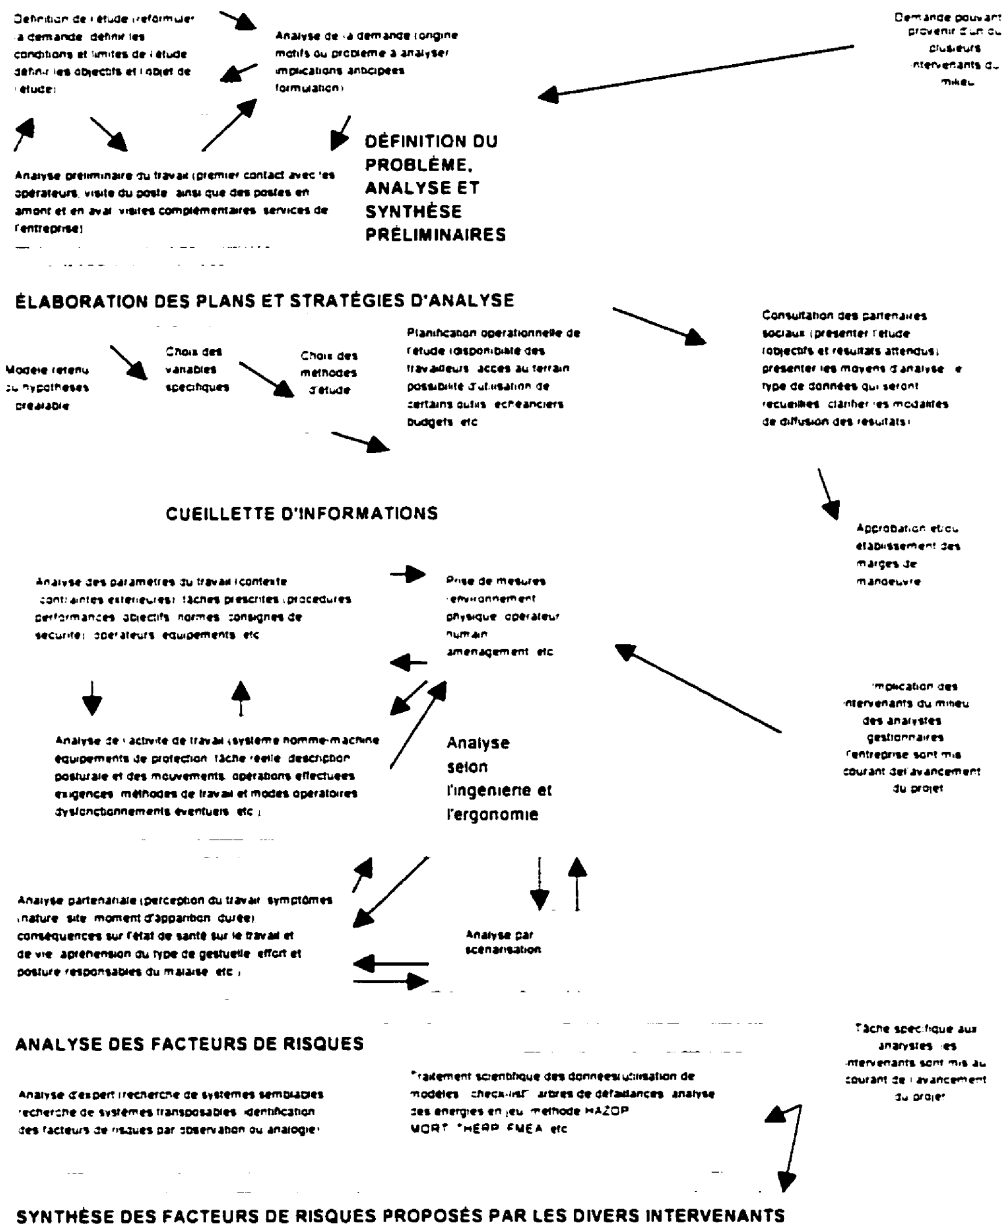 Définition de l'étude (reformuler
la demande, définir les
conditions et limites de l'étude
définir les objectifs et l'objet de
l'étude)
Analyse de la demande (origine
motifs ou problème à analyser
implications anticipées
formulation)
Demande pouvant
provenir d'un ou
plusieurs
intervenants du
milieu
DÉFINITION DU
PROBLÈME,
ANALYSE ET
SYNTHÈSE
PRÉLIMINAIRES
Analyse préliminaire du travail (premier contact avec les
opérateurs, visite du poste ainsi que des postes en
amont et en aval, visites complémentaires, services de
l'entreprise)
ÉLABORATION DES PLANS ET STRATÉGIES D'ANALYSE
Modèle retenu
ou hypothèses
préalable
Choix des
variables
spécifiques
Choix des
méthodes
d'étude
Planification opérationnelle de
l'étude (disponibilité des
travailleurs, accès au terrain
possibilité d'utilisation de
certains outils, échéanciers
budgets, etc
Consultation des partenaires
sociaux (présenter l'étude
(objectifs et résultats attendus)
présenter les moyens d'analyse, le
type de données qui seront
recueillies, clarifier les modalités
de diffusion des résultats)
CUEILLETTE D'INFORMATIONS
Approbation et/ou
établissement des
marges de
manoeuvre
Analyse des paramètres du travail (contexte
(contraintes extérieures), tâches prescrites (procédures
performances, objectifs, normes, consignes de
sécurité), opérateurs, équipements, etc
Prise de mesures
(environnement
physique, opérateur
humain
aménagement, etc
Implication des
intervenants du milieu
des analystes
gestionnaires
l'entreprise sont mis
courant de l'avancement
du projet
Analyse de l'activité de travail (système homme-machine
équipements de protection, tâche réelle, description
posturale et des mouvements, opérations effectuées
exigences, méthodes de travail et modes opératoires
dysfonctionnements éventuels, etc.)
Analyse
selon
l'ingénierie et
l'ergonomie
Analyse partenariale (perception du travail, symptômes
(nature, site, moment d'apparition, durée)
conséquences sur l'état de santé sur le travail et
de vie, apréhension du type de gestuelle, effort et
posture responsables du malaise, etc.)
Analyse par
scénarisation
ANALYSE DES FACTEURS DE RISQUES
Tâche spécifique aux
analystes, les
intervenants sont mis au
courant de l'avancement
du projet
Analyse d'expert (recherche de systèmes semblables
recherche de systèmes transposables, identification
des facteurs de risques par observation ou analogie)
Traitement scientifique des données (utilisation de
modèles, "check-list", arbres de défaillances, analyse
des énergies en jeu, méthode HAZOP
MORT, THERP, FMEA, etc
SYNTHÈSE DES FACTEURS DE RISQUES PROPOSÉS PAR LES DIVERS INTERVENANTS